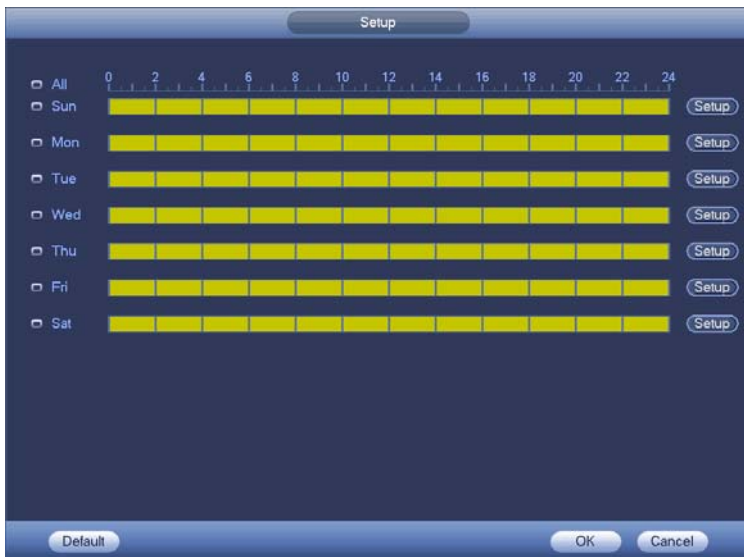 Setup
0 2 4 6 8 10 12 14 16 18 20 22 24
All
Sun Setup
Mon Setup
Tue Setup
Wed Setup
Thu Setup
Fri Setup
Sat Setup
Default OK Cancel